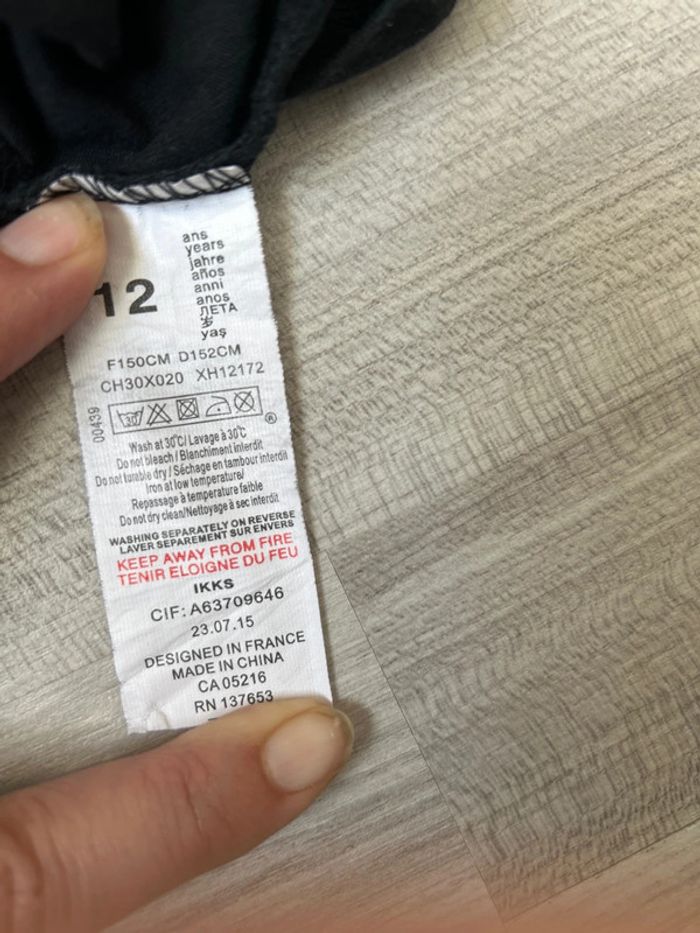 12
ans
years
jahre
años
anni
anos
ЛЕТА
岁
yaş
F150CM D152CM
CH30X020 XH12172
00439
30
®
Wash at 30°C/ Lavage à 30°C
Do not bleach / Blanchiment interdit
Do not tumble dry / Séchage en tambour interdit
Iron at low temperature/
Repassage à température faible
Do not dry clean/Nettoyage à sec interdit
WASHING SEPARATELY ON REVERSE
LAVER SEPAREMENT SUR ENVERS
KEEP AWAY FROM FIRE
TENIR ELOIGNE DU FEU
IKKS
CIF: A63709646
23.07.15
DESIGNED IN FRANCE
MADE IN CHINA
CA 05216
RN 137653